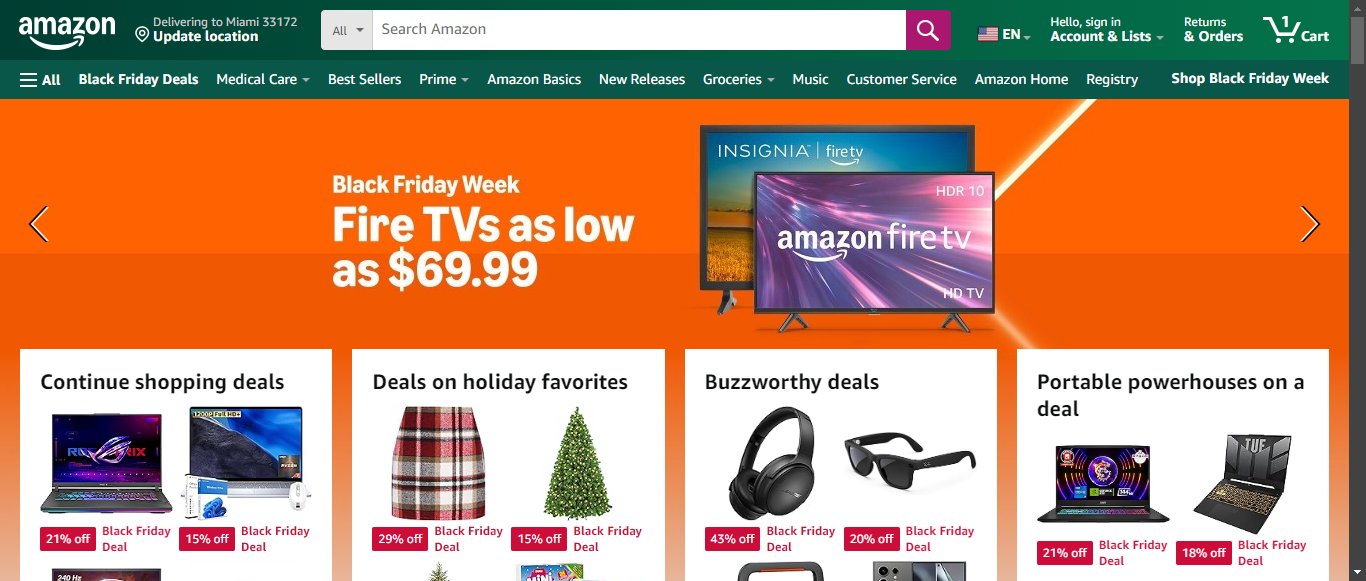 amazon
Delivering to Miami 33172
Update location
All
Search Amazon
EN
Hello, sign in
Account & Lists
Returns
& Orders
1
Cart
All
Black Friday Deals
Medical Care
Best Sellers
Prime
Amazon Basics
New Releases
Groceries
Music
Customer Service
Amazon Home
Registry
Shop Black Friday Week
Black Friday Week
Fire TVs as low
as $69.99
INSIGNIA | fire tv
HDR 10
amazon fire tv
HD TV
Continue shopping deals
21% off
Black Friday
Deal
15% off
Black Friday
Deal
240 Hz
Deals on holiday favorites
29% off
Black Friday
Deal
15% off
Black Friday
Deal
MINI
Buzzworthy deals
43% off
Black Friday
Deal
20% off
Black Friday
Deal
Portable powerhouses on a
deal
TUF
21% off
Black Friday
Deal
18% off
Black Friday
Deal